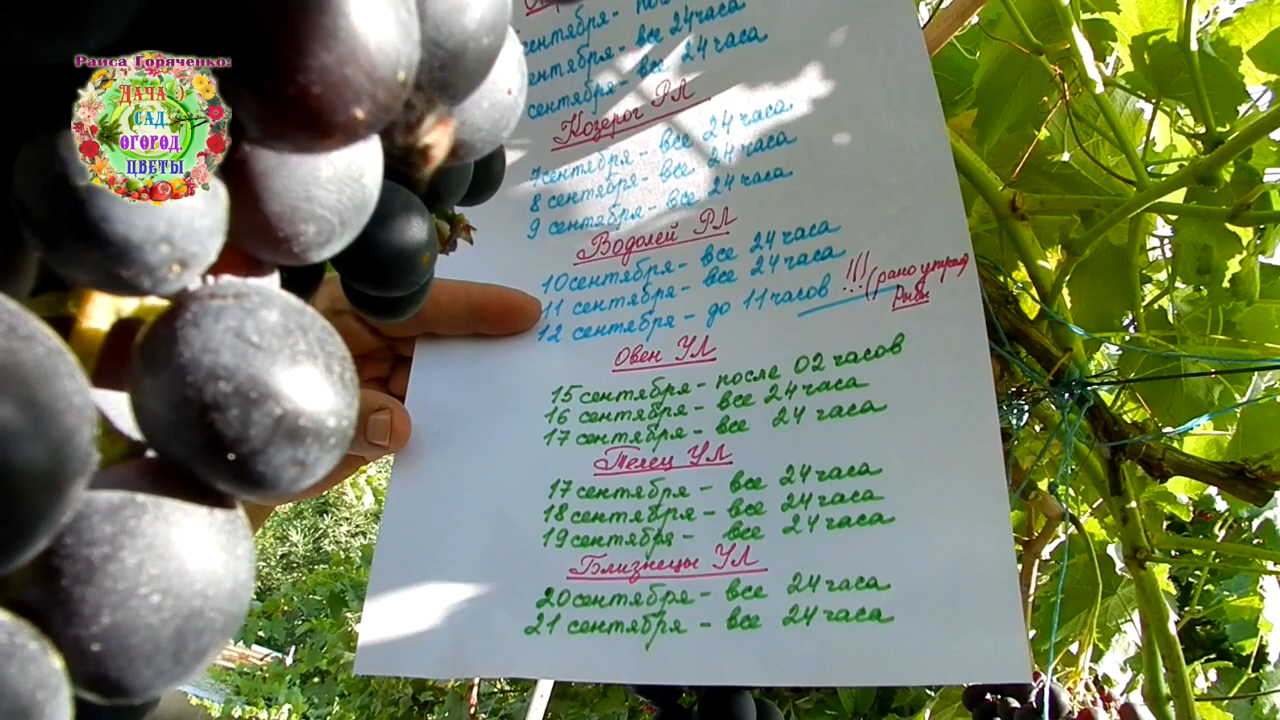 Раиса Горяченко:
Дача
САД,
ОГОРОД,
ЦВЕТЫ
сентября - все 24 часа
сентября - все 24 часа
Козерог РЛ
7 сентября - все 24 часа
8 сентября - все 24 часа
9 сентября - все 24 часа
Водолей РЛ
10 сентября - все 24 часа
11 сентября - все 24 часа
12 сентября - до 11 часов !!! (рано утром
Рыбы
Овен УЛ
15 сентября - после 02 часов
16 сентября - все 24 часа
17 сентября - все 24 часа
Телец УЛ
17 сентября - все 24 часа
18 сентября - все 24 часа
19 сентября - все 24 часа
Близнецы УЛ
20 сентября - все 24 часа
21 сентября - все 24 часа